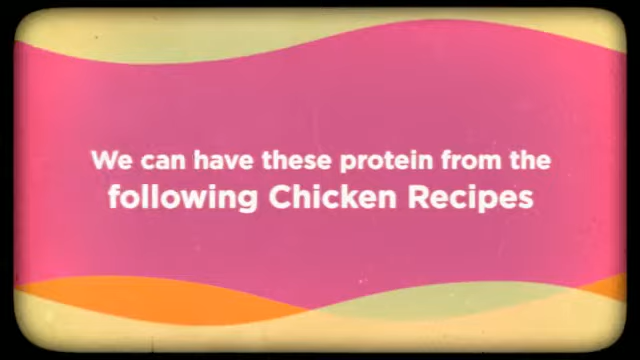 We can have these protein from the
following Chicken Recipes